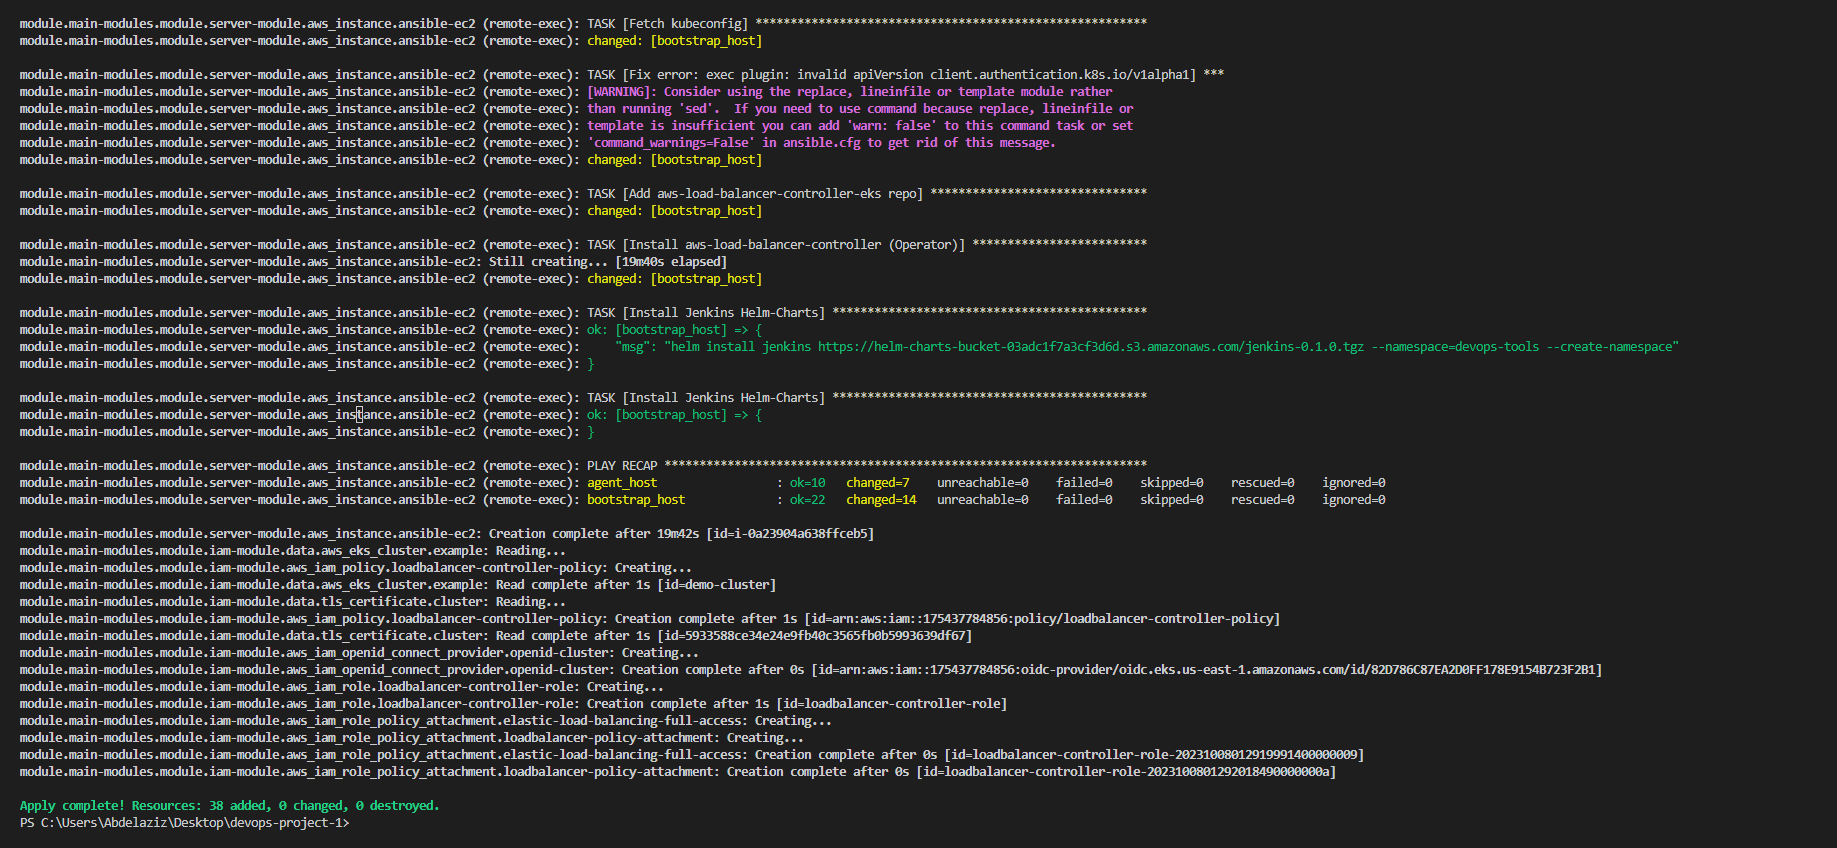 module.main-modules.module.server-module.aws_instance.ansible-ec2 (remote-exec): TASK [Fetch kubeconfig] ********************************************************
module.main-modules.module.server-module.aws_instance.ansible-ec2 (remote-exec): changed: [bootstrap_host]
module.main-modules.module.server-module.aws_instance.ansible-ec2 (remote-exec): TASK [Fix error: exec plugin: invalid apiVersion client.authentication.k8s.io/v1alpha1] ***
module.main-modules.module.server-module.aws_instance.ansible-ec2 (remote-exec): [WARNING]: Consider using the replace, lineinfile or template module rather
module.main-modules.module.server-module.aws_instance.ansible-ec2 (remote-exec): than running 'sed'.  If you need to use command because replace, lineinfile or
module.main-modules.module.server-module.aws_instance.ansible-ec2 (remote-exec): template is insufficient you can add 'warn: false' to this command task or set
module.main-modules.module.server-module.aws_instance.ansible-ec2 (remote-exec): 'command_warnings=False' in ansible.cfg to get rid of this message.
module.main-modules.module.server-module.aws_instance.ansible-ec2 (remote-exec): changed: [bootstrap_host]
module.main-modules.module.server-module.aws_instance.ansible-ec2 (remote-exec): TASK [Add aws-load-balancer-controller-eks repo] *******************************
module.main-modules.module.server-module.aws_instance.ansible-ec2 (remote-exec): changed: [bootstrap_host]
module.main-modules.module.server-module.aws_instance.ansible-ec2 (remote-exec): TASK [Install aws-load-balancer-controller (Operator)] *************************
module.main-modules.module.server-module.aws_instance.ansible-ec2: Still creating... [19m40s elapsed]
module.main-modules.module.server-module.aws_instance.ansible-ec2 (remote-exec): changed: [bootstrap_host]
module.main-modules.module.server-module.aws_instance.ansible-ec2 (remote-exec): TASK [Install Jenkins Helm-Charts] *********************************************
module.main-modules.module.server-module.aws_instance.ansible-ec2 (remote-exec): ok: [bootstrap_host] => {
module.main-modules.module.server-module.aws_instance.ansible-ec2 (remote-exec):     "msg": "helm install jenkins https://helm-charts-bucket-03adc1f7a3cf3d6d.s3.amazonaws.com/jenkins-0.1.0.tgz --namespace=devops-tools --create-namespace"
module.main-modules.module.server-module.aws_instance.ansible-ec2 (remote-exec): }
module.main-modules.module.server-module.aws_instance.ansible-ec2 (remote-exec): TASK [Install Jenkins Helm-Charts] *********************************************
module.main-modules.module.server-module.aws_instance.ansible-ec2 (remote-exec): ok: [bootstrap_host] => {
module.main-modules.module.server-module.aws_instance.ansible-ec2 (remote-exec): }
module.main-modules.module.server-module.aws_instance.ansible-ec2 (remote-exec): PLAY RECAP *********************************************************************
module.main-modules.module.server-module.aws_instance.ansible-ec2 (remote-exec): agent_host                 : ok=10   changed=7    unreachable=0    failed=0    skipped=0    rescued=0    ignored=0
module.main-modules.module.server-module.aws_instance.ansible-ec2 (remote-exec): bootstrap_host             : ok=22   changed=14   unreachable=0    failed=0    skipped=0    rescued=0    ignored=0
module.main-modules.module.server-module.aws_instance.ansible-ec2: Creation complete after 19m42s [id=i-0a23904a638ffceb5]
module.main-modules.module.iam-module.data.aws_eks_cluster.example: Reading...
module.main-modules.module.iam-module.aws_iam_policy.loadbalancer-controller-policy: Creating...
module.main-modules.module.iam-module.data.aws_eks_cluster.example: Read complete after 1s [id=demo-cluster]
module.main-modules.module.iam-module.data.tls_certificate.cluster: Reading...
module.main-modules.module.iam-module.aws_iam_policy.loadbalancer-controller-policy: Creation complete after 1s [id=arn:aws:iam::175437784856:policy/loadbalancer-controller-policy]
module.main-modules.module.iam-module.data.tls_certificate.cluster: Read complete after 1s [id=5933588ce34e24e9fb40c3565fb0b5993639df67]
module.main-modules.module.iam-module.aws_iam_openid_connect_provider.openid-cluster: Creating...
module.main-modules.module.iam-module.aws_iam_openid_connect_provider.openid-cluster: Creation complete after 0s [id=arn:aws:iam::175437784856:oidc-provider/oidc.eks.us-east-1.amazonaws.com/id/82D786C87EA2D0FF178E9154B723F2B1]
module.main-modules.module.iam-module.aws_iam_role.loadbalancer-controller-role: Creating...
module.main-modules.module.iam-module.aws_iam_role.loadbalancer-controller-role: Creation complete after 1s [id=loadbalancer-controller-role]
module.main-modules.module.iam-module.aws_iam_role_policy_attachment.elastic-load-balancing-full-access: Creating...
module.main-modules.module.iam-module.aws_iam_role_policy_attachment.loadbalancer-policy-attachment: Creating...
module.main-modules.module.iam-module.aws_iam_role_policy_attachment.elastic-load-balancing-full-access: Creation complete after 0s [id=loadbalancer-controller-role-20231008012919991400000009]
module.main-modules.module.iam-module.aws_iam_role_policy_attachment.loadbalancer-policy-attachment: Creation complete after 0s [id=loadbalancer-controller-role-2023100801292018490000000a]
Apply complete! Resources: 38 added, 0 changed, 0 destroyed.
PS C:\Users\Abdelaziz\Desktop\devops-project-1>